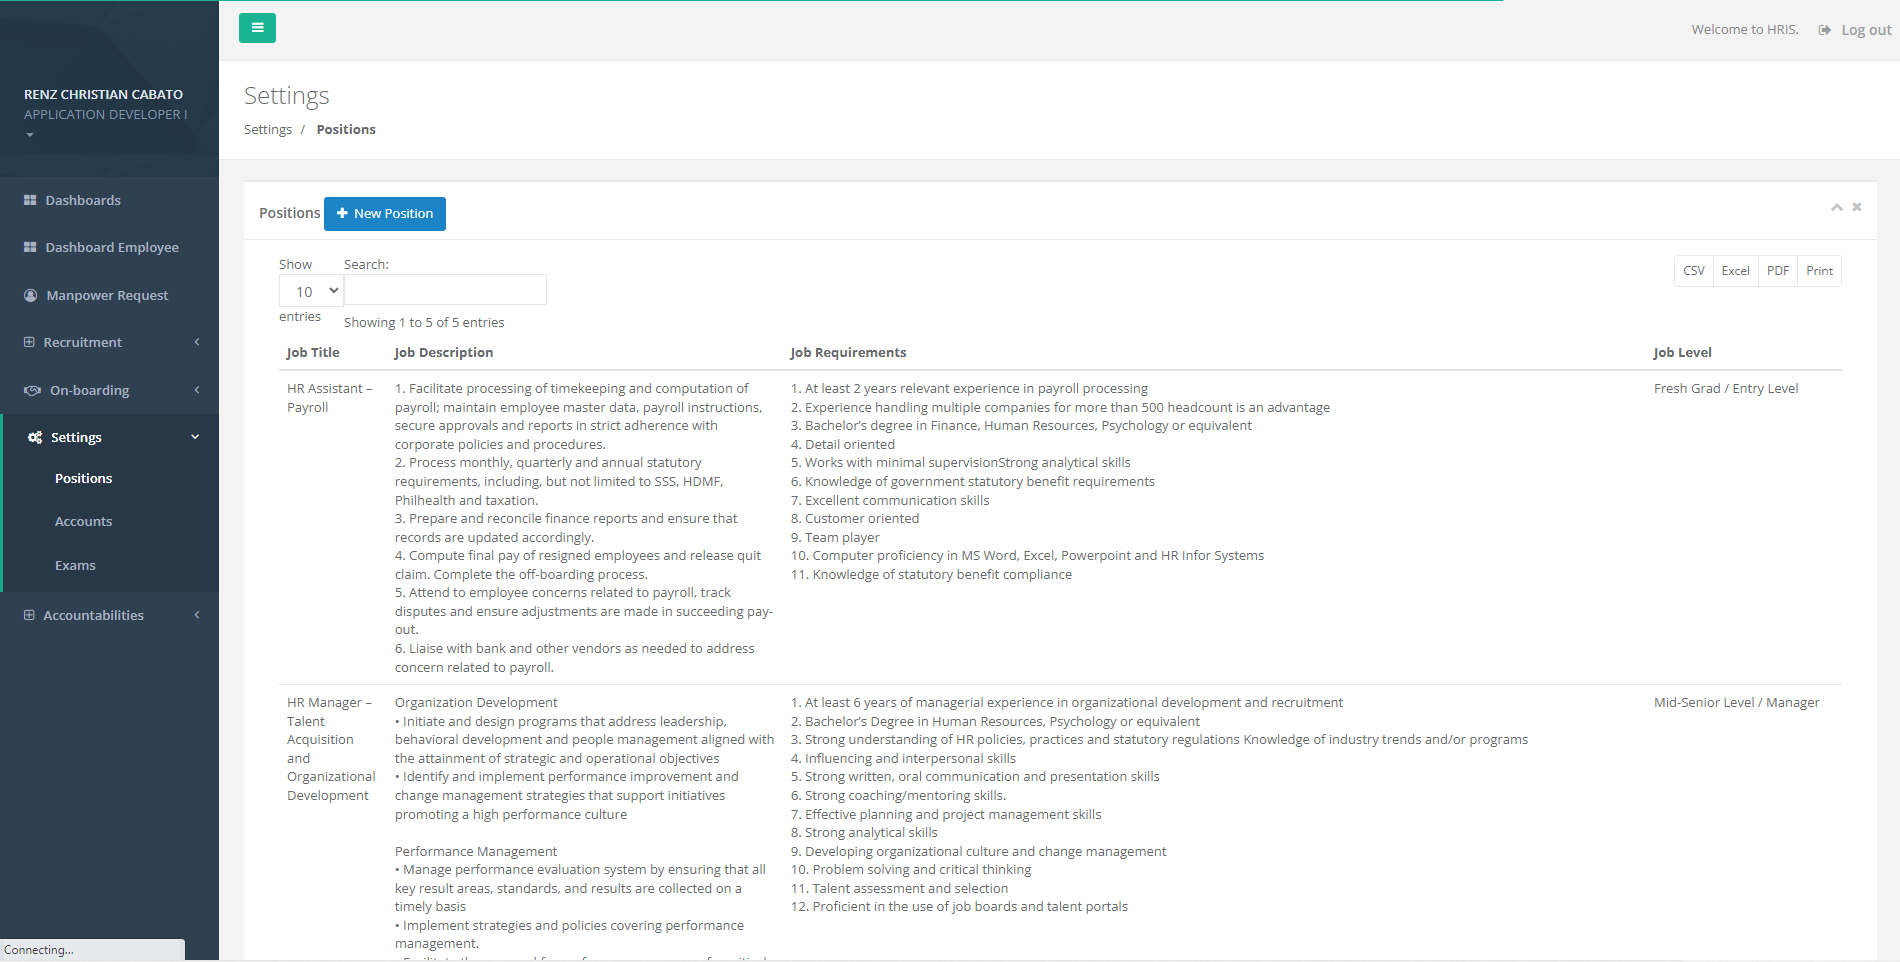 Welcome to HRIS.
Log out
RENZ CHRISTIAN CABATO
APPLICATION DEVELOPER I
Dashboards
Dashboard Employee
Manpower Request
Recruitment
On-boarding
Settings
Positions
Accounts
Exams
Accountabilities
Settings
Settings / Positions
Positions
New Position
Show
10
entries
Search:
Showing 1 to 5 of 5 entries
CSV
Excel
PDF
Print
Job Title
Job Description
Job Requirements
Job Level
HR Assistant –
Payroll
1. Facilitate processing of timekeeping and computation of
payroll; maintain employee master data, payroll instructions,
secure approvals and reports in strict adherence with
corporate policies and procedures.
2. Process monthly, quarterly and annual statutory
requirements, including, but not limited to SSS, HDMF,
Philhealth and taxation.
3. Prepare and reconcile finance reports and ensure that
records are updated accordingly.
4. Compute final pay of resigned employees and release quit
claim. Complete the off-boarding process.
5. Attend to employee concerns related to payroll, track
disputes and ensure adjustments are made in succeeding pay-
out.
6. Liaise with bank and other vendors as needed to address
concern related to payroll.
1. At least 2 years relevant experience in payroll processing
2. Experience handling multiple companies for more than 500 headcount is an advantage
3. Bachelor's degree in Finance, Human Resources, Psychology or equivalent
4. Detail oriented
5. Works with minimal supervisionStrong analytical skills
6. Knowledge of government statutory benefit requirements
7. Excellent communication skills
8. Customer oriented
9. Team player
10. Computer proficiency in MS Word, Excel, Powerpoint and HR Infor Systems
11. Knowledge of statutory benefit compliance
Fresh Grad / Entry Level
HR Manager –
Talent
Acquisition
and
Organizational
Development
Organization Development
• Initiate and design programs that address leadership,
behavioral development and people management aligned with
the attainment of strategic and operational objectives
• Identify and implement performance improvement and
change management strategies that support initiatives
promoting a high performance culture
Performance Management
• Manage performance evaluation system by ensuring that all
key result areas, standards, and results are collected on a
timely basis
• Implement strategies and policies covering performance
management.
1. At least 6 years of managerial experience in organizational development and recruitment
2. Bachelor's Degree in Human Resources, Psychology or equivalent
3. Strong understanding of HR policies, practices and statutory regulations Knowledge of industry trends and/or programs
4. Influencing and interpersonal skills
5. Strong written, oral communication and presentation skills
6. Strong coaching/mentoring skills.
7. Effective planning and project management skills
8. Strong analytical skills
9. Developing organizational culture and change management
10. Problem solving and critical thinking
11. Talent assessment and selection
12. Proficient in the use of job boards and talent portals
Mid-Senior Level / Manager
Connecting...